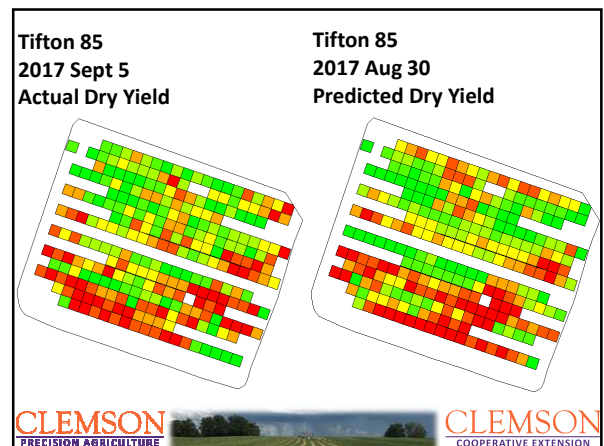 Tifton 85
2017 Sept 5
Actual Dry Yield
Tifton 85
2017 Aug 30
Predicted Dry Yield
CLEMSON
PRECISION AGRICULTURE
CLEMSON
COOPERATIVE EXTENSION